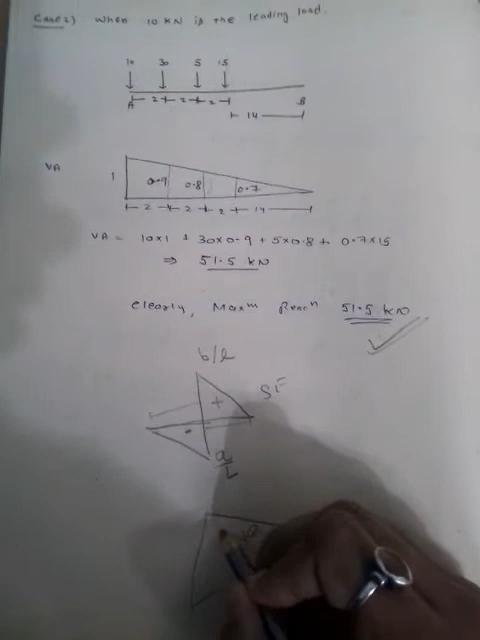 Case 2) When 10 kN is the leading load.
10 30 5 15
A 2 2 2 14 B
VA
1 0.9 0.8 0.7
2 2 2 14
VA = 10x1 + 30x0.9 + 5x0.8 + 0.7x15
⇒ 51.5 kN
Clearly, Maxm Reacn 51.5 kN
b/l
+ SF
-
a/L